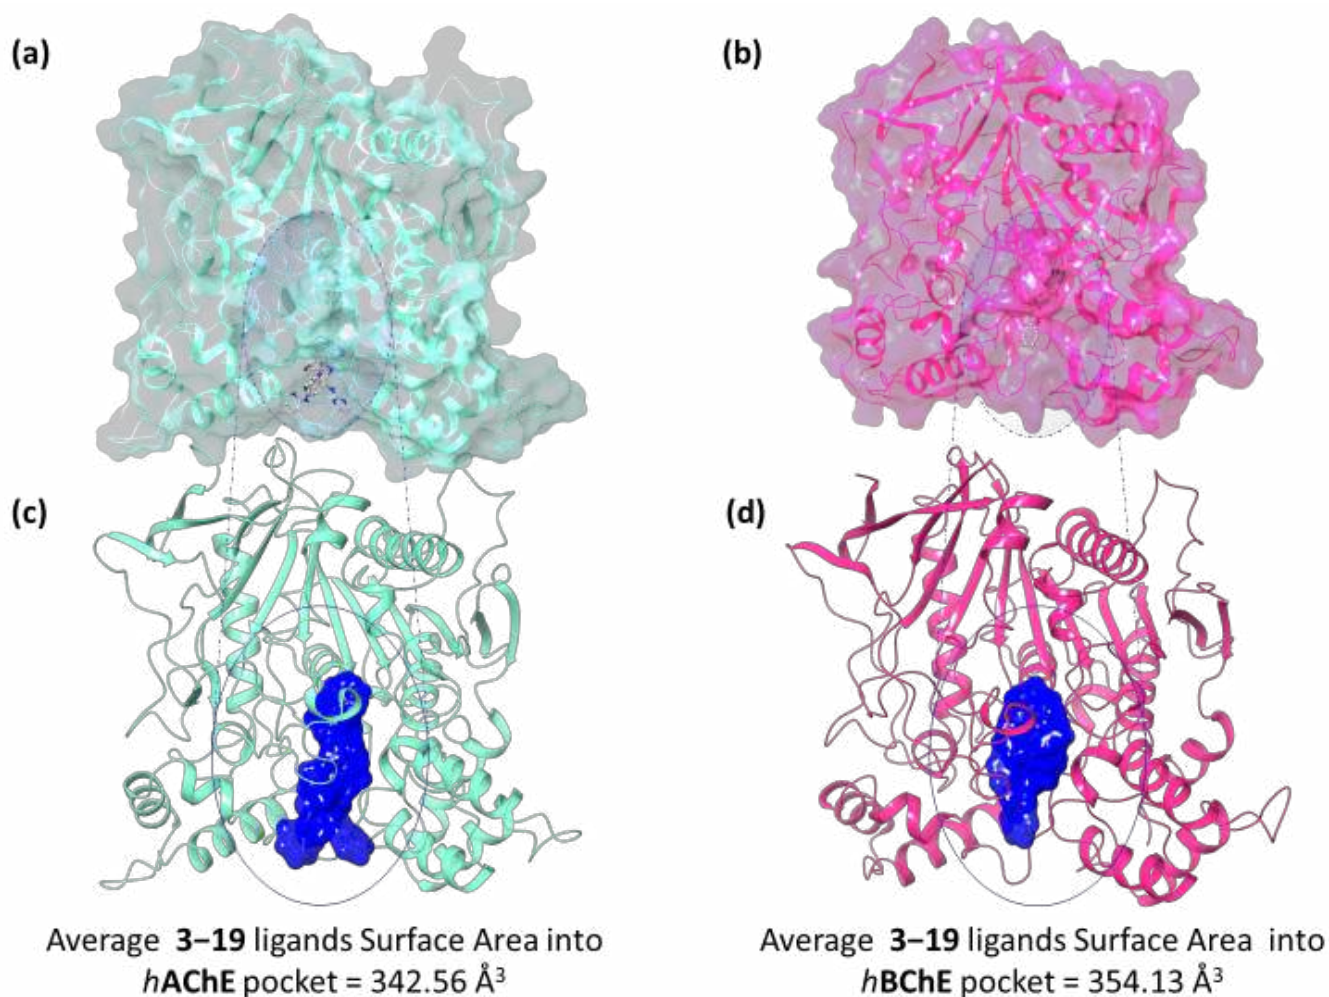 (a)
(b)
(c)
(d)
Average 3–19 ligands Surface Area into
hAChE pocket = 342.56 Å³
Average 3–19 ligands Surface Area into
hBChE pocket = 354.13 Å³